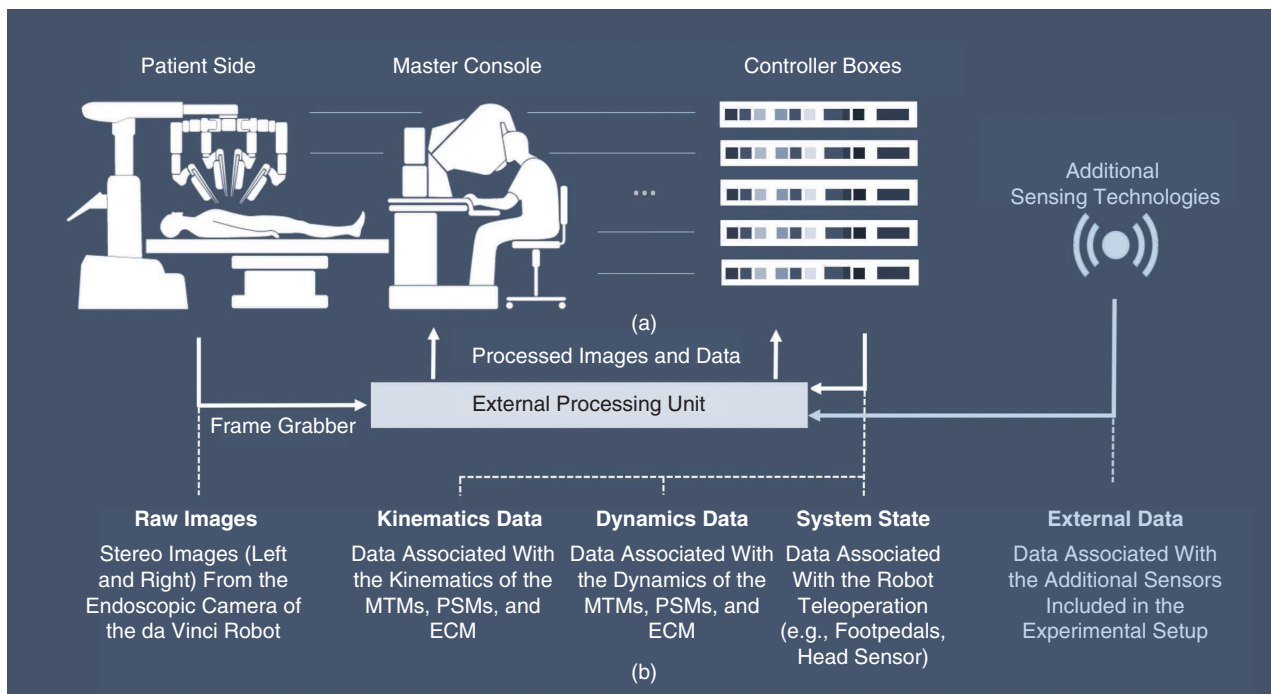 Patient Side
Master Console
Controller Boxes
Additional
Sensing Technologies
...
(a)
Processed Images and Data
External Processing Unit
Frame Grabber
Raw Images
Stereo Images (Left
and Right) From the
Endoscopic Camera of
the da Vinci Robot
Kinematics Data
Data Associated With
the Kinematics of the
MTMs, PSMs, and
ECM
Dynamics Data
Data Associated With
the Dynamics of the
MTMs, PSMs, and
ECM
System State
Data Associated
With the Robot
Teleoperation
(e.g., Footpedals,
Head Sensor)
External Data
Data Associated With
the Additional Sensors
Included in the
Experimental Setup
(b)